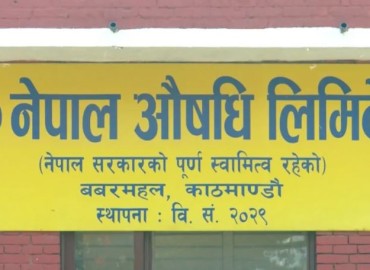 नेपाल औषधि लिमिटे
(नेपाल सरकारको पूर्ण स्वामित्व रहेको)
बबरमहल, काठमाण्डौ
स्थापना : वि. सं. २०२९